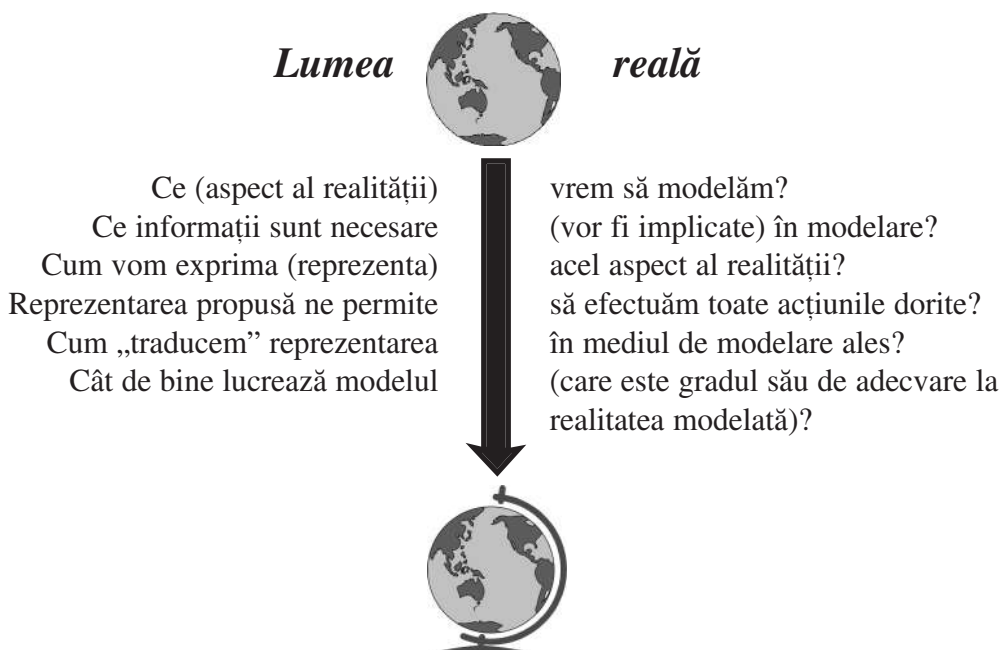 Lumea reală
Ce (aspect al realității) vrem să modelăm?
Ce informații sunt necesare (vor fi implicate) în modelare?
Cum vom exprima (reprezenta) acel aspect al realității?
Reprezentarea propusă ne permite să efectuăm toate acțiunile dorite?
Cum „traducem” reprezentarea în mediul de modelare ales?
Cât de bine lucrează modelul (care este gradul său de adecvare la
realitatea modelată)?